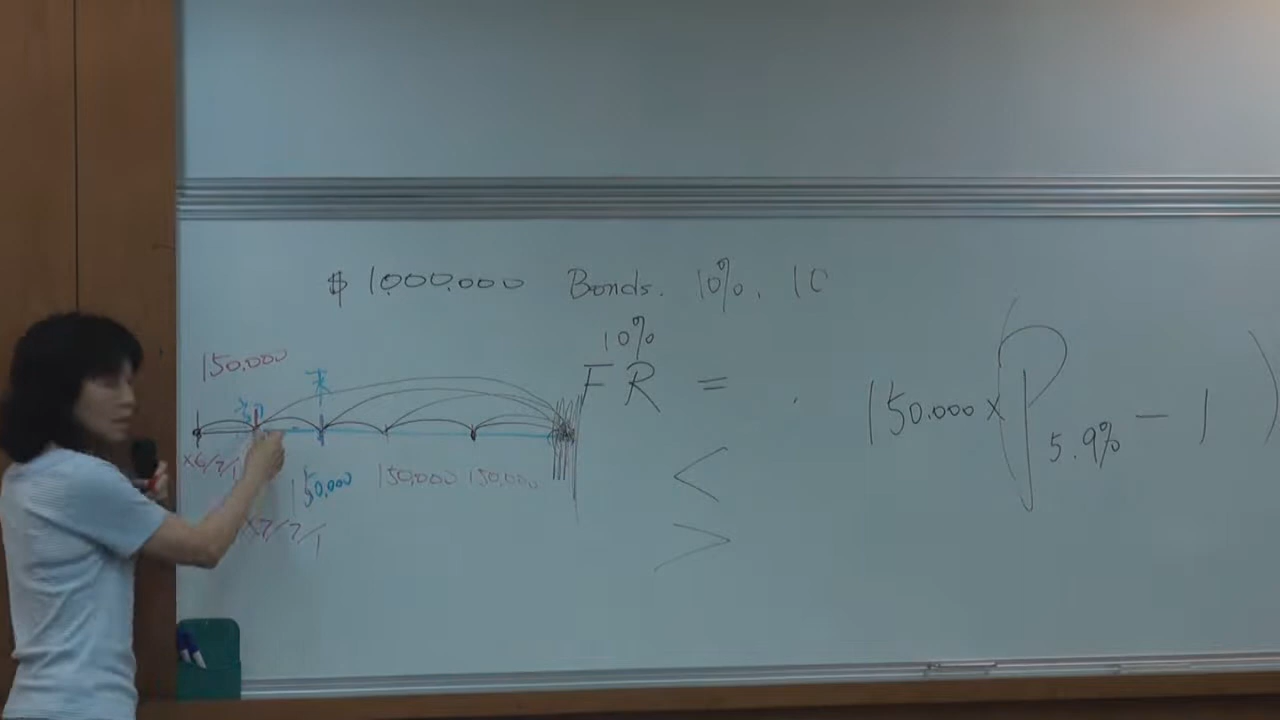 $ 1,000,000 Bonds. 10%. 10
10%
FR =
150,000 × P 5.9% - 1 )
<
>
150,000
末
X6/7/1
150,000 150,000 150,000
X7/7/1